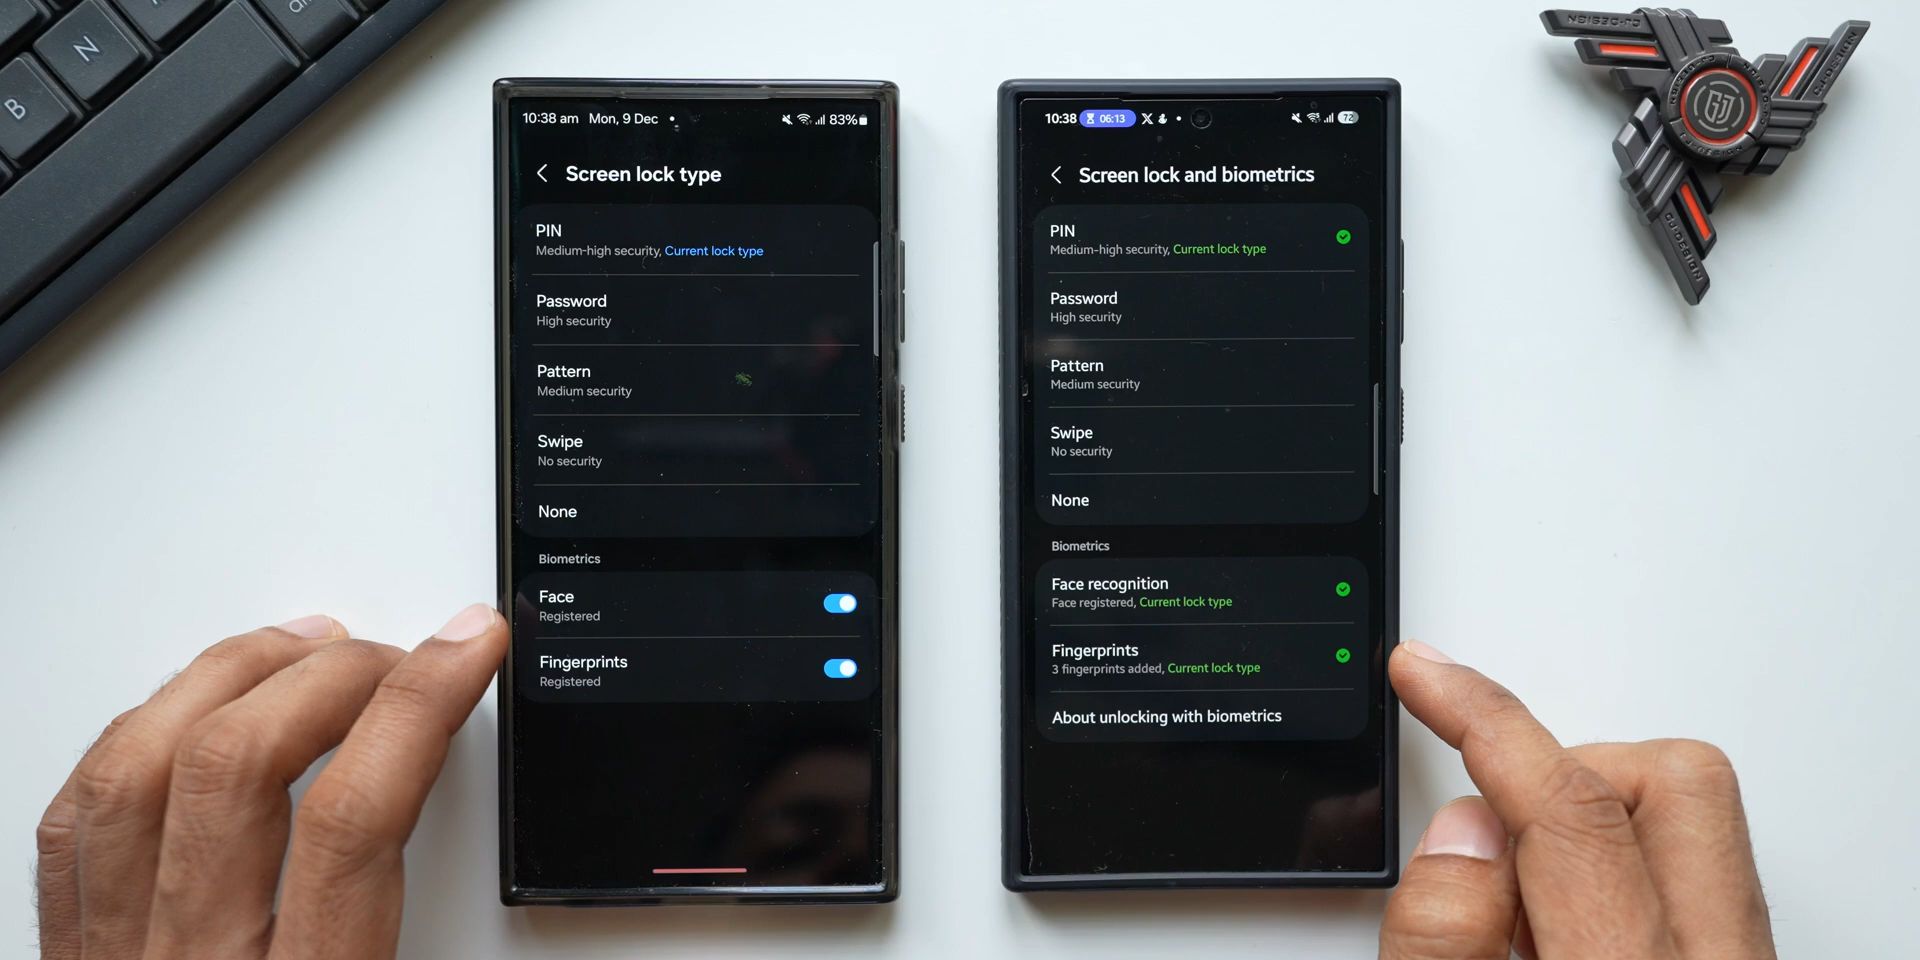 N
B
10:38 am Mon, 9 Dec
83%
Screen lock type
PIN
Medium-high security, Current lock type
Password
High security
Pattern
Medium security
Swipe
No security
None
Biometrics
Face
Registered
Fingerprints
Registered
10:38
06:13
72
Screen lock and biometrics
PIN
Medium-high security, Current lock type
Password
High security
Pattern
Medium security
Swipe
No security
None
Biometrics
Face recognition
Face registered, Current lock type
Fingerprints
3 fingerprints added, Current lock type
About unlocking with biometrics